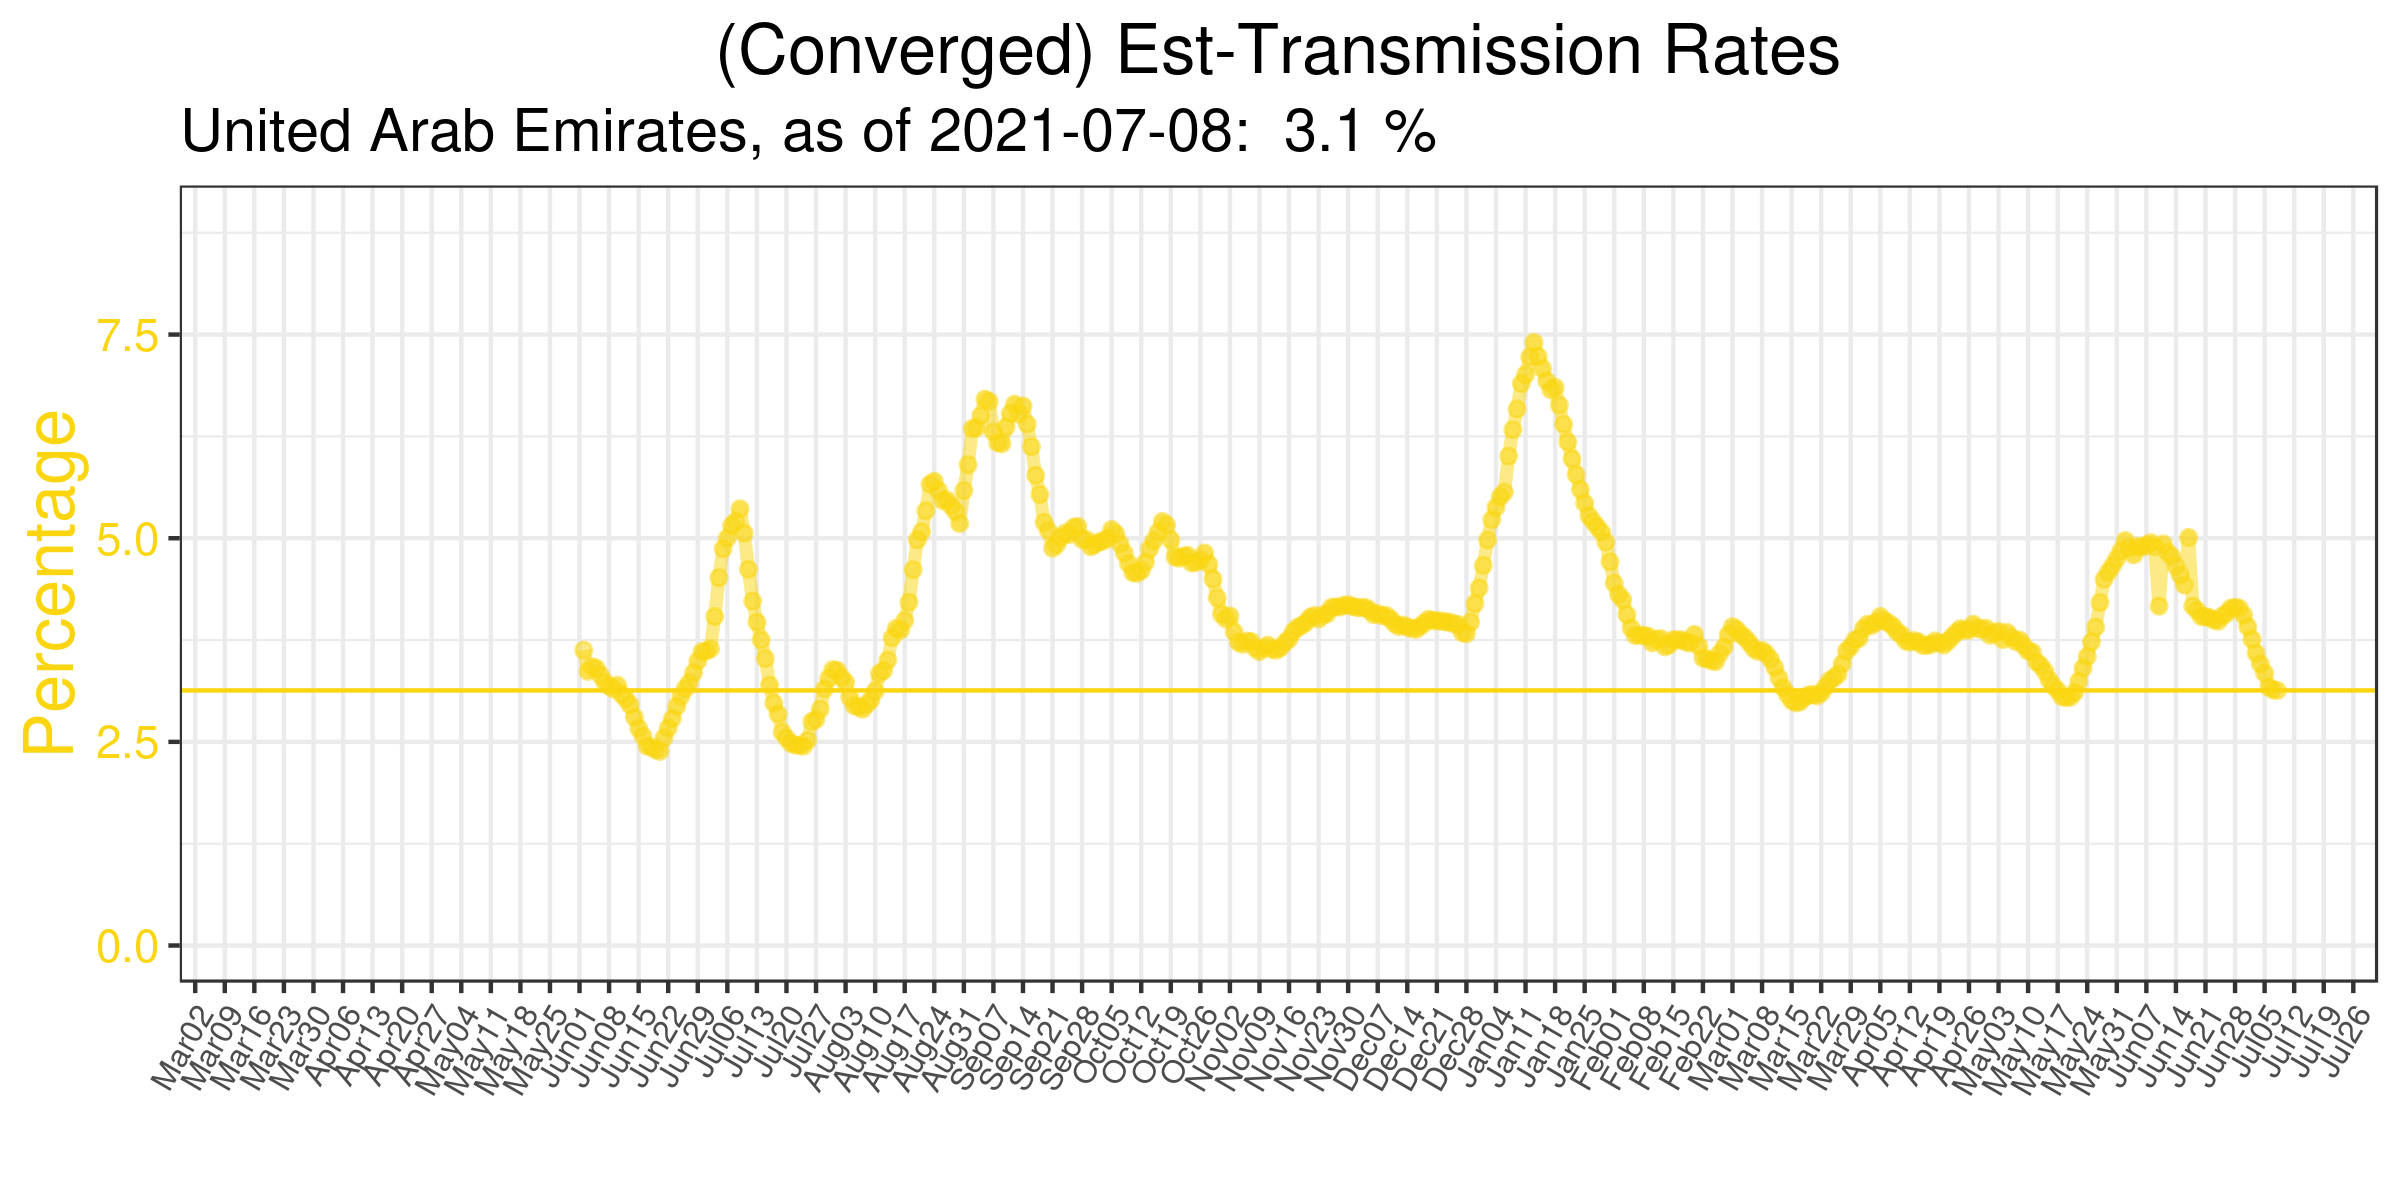 (Converged) Est-Transmission Rates
United Arab Emirates, as of 2021-07-08:  3.1 %
Percentage
7.5
5.0
2.5
0.0
Mar02
Mar09
Mar16
Mar23
Mar30
Apr06
Apr13
Apr20
Apr27
May04
May11
May18
May25
Jun01
Jun08
Jun15
Jun22
Jun29
Jul06
Jul13
Jul20
Jul27
Aug03
Aug10
Aug17
Aug24
Aug31
Sep07
Sep14
Sep21
Sep28
Oct05
Oct12
Oct19
Oct26
Nov02
Nov09
Nov16
Nov23
Nov30
Dec07
Dec14
Dec21
Dec28
Jan04
Jan11
Jan18
Jan25
Feb01
Feb08
Feb15
Feb22
Mar01
Mar08
Mar15
Mar22
Mar29
Apr05
Apr12
Apr19
Apr26
May03
May10
May17
May24
May31
Jun07
Jun14
Jun21
Jun28
Jul05
Jul12
Jul19
Jul26